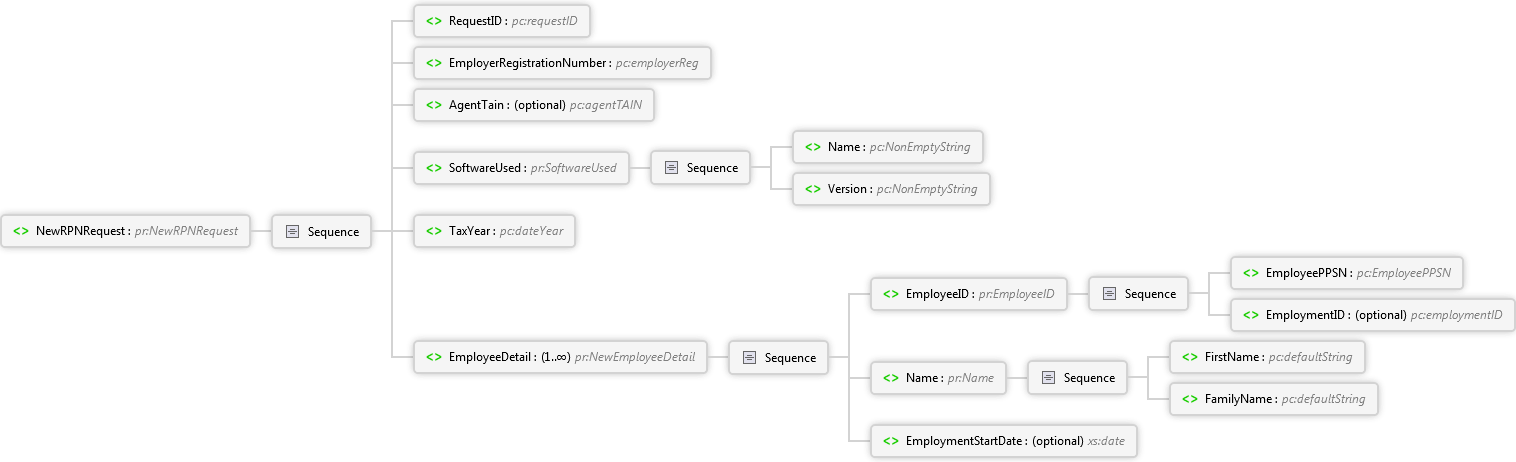 <> RequestID : pc:requestID
<> EmployerRegistrationNumber : pc:employerReg
<> AgentTain : (optional) pc:agentTAIN
<> Name : pc:NonEmptyString
<> SoftwareUsed : pr:SoftwareUsed
Sequence
<> Version : pc:NonEmptyString
<> NewRPNRequest : pr:NewRPNRequest
Sequence
<> TaxYear : pc:dateYear
<> EmployeePPSN : pc:EmployeePPSN
<> EmployeeID : pr:EmployeeID
Sequence
<> EmploymentID : (optional) pc:employmentID
<> EmployeeDetail : (1..∞) pr:NewEmployeeDetail
Sequence
<> FirstName : pc:defaultString
<> Name : pr:Name
Sequence
<> FamilyName : pc:defaultString
<> EmploymentStartDate : (optional) xs:date